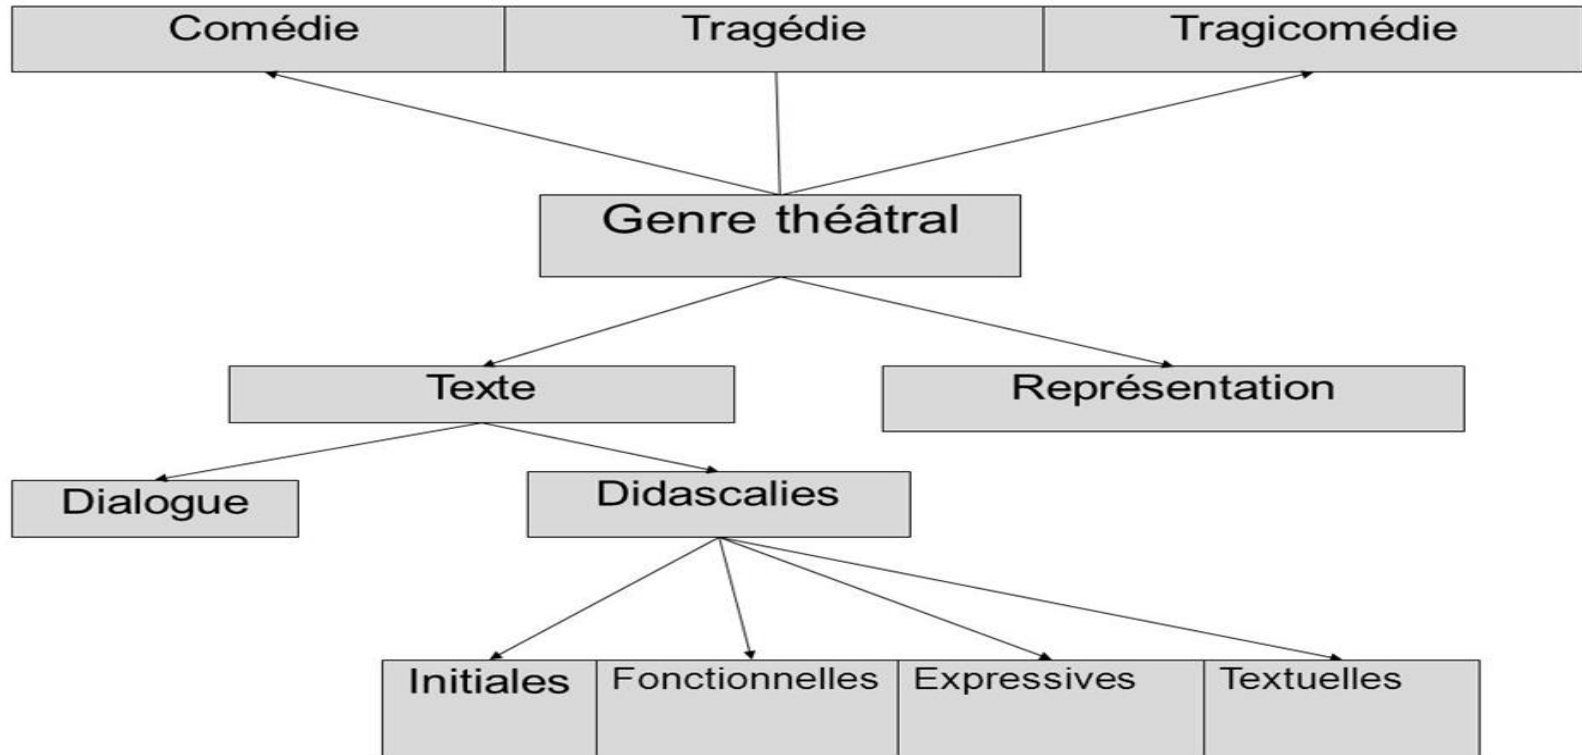 Comédie
Tragédie
Tragicomédie
Genre théâtral
Texte
Représentation
Dialogue
Didascalies
Initiales
Fonctionnelles
Expressives
Textuelles